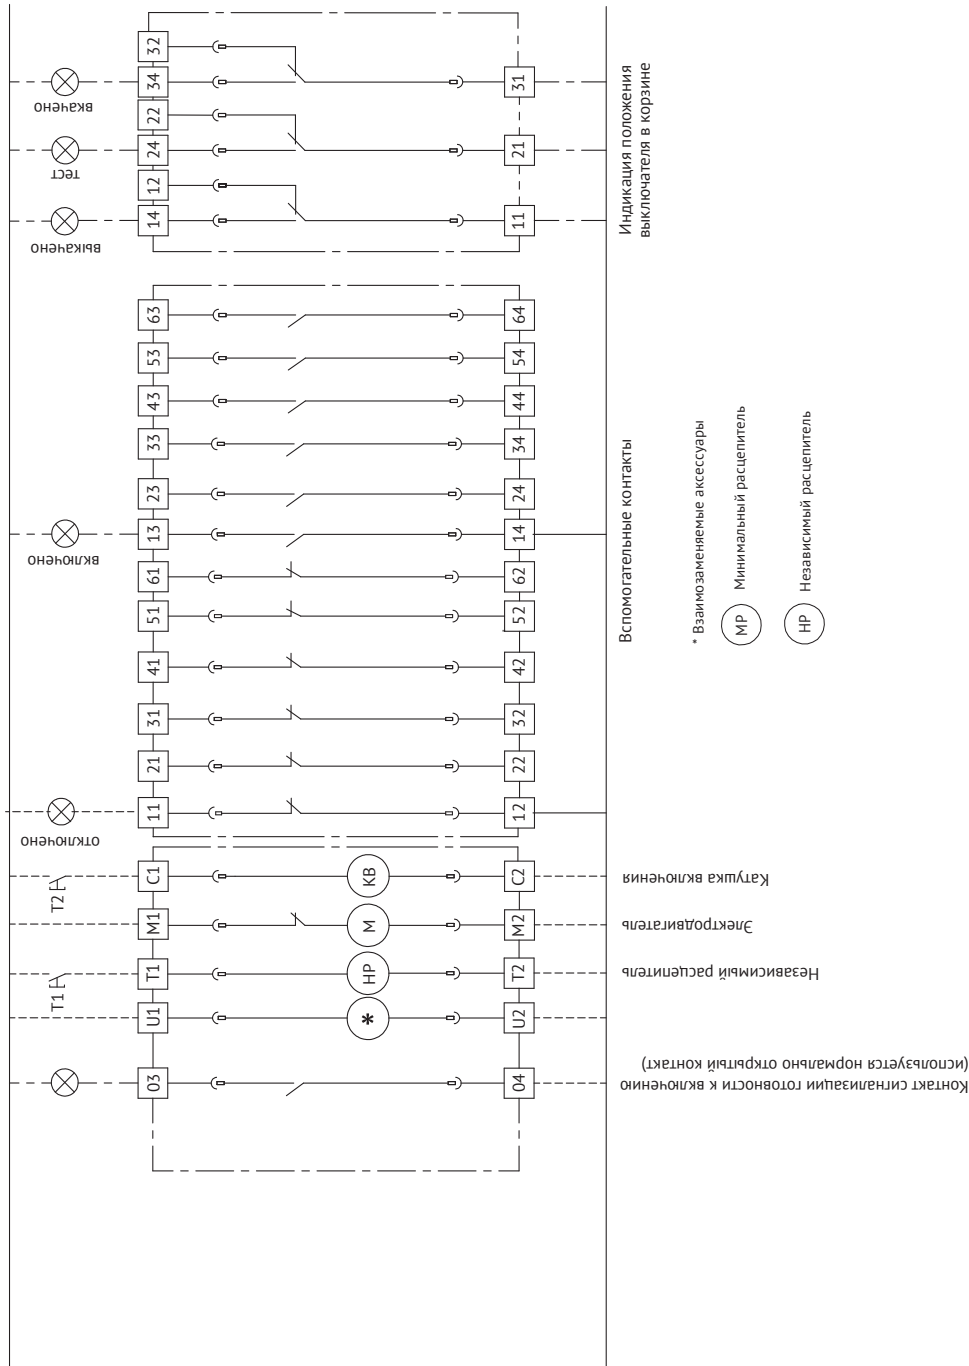 32
34
22
24
12
14
31
21
11
вкачено
тест
выкачено
Индикация положения
выключателя в корзине
63
53
43
33
23
13
61
51
41
31
21
11
64
54
44
34
24
14
62
52
42
32
22
12
включено
отключено
Вспомогательные контакты
* Взаимозаменяемые аксессуары
МР Минимальный расцепитель
НР Независимый расцепитель
T2
C1
КВ
C2
Катушка включения
M1
М
M2
Электродвигатель
T1
T1
НР
T2
Независимый расцепитель
U1
*
U2
03
04
Контакт сигнализации готовности к включению
(используется нормально открытый контакт)